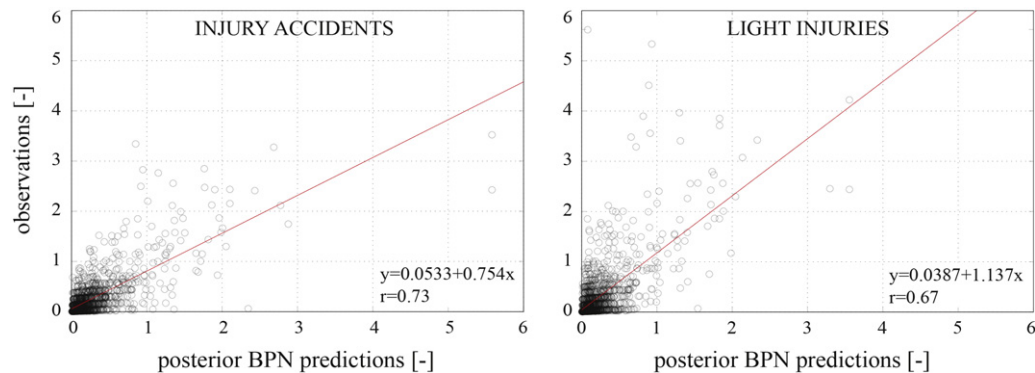 INJURY ACCIDENTS
observations [-]
6
5
4
3
2
1
0
0 1 2 3 4 5 6
y=0.0533+0.754x
r=0.73
posterior BPN predictions [-]
LIGHT INJURIES
6
5
4
3
2
1
0
0 1 2 3 4 5 6
y=0.0387+1.137x
r=0.67
posterior BPN predictions [-]